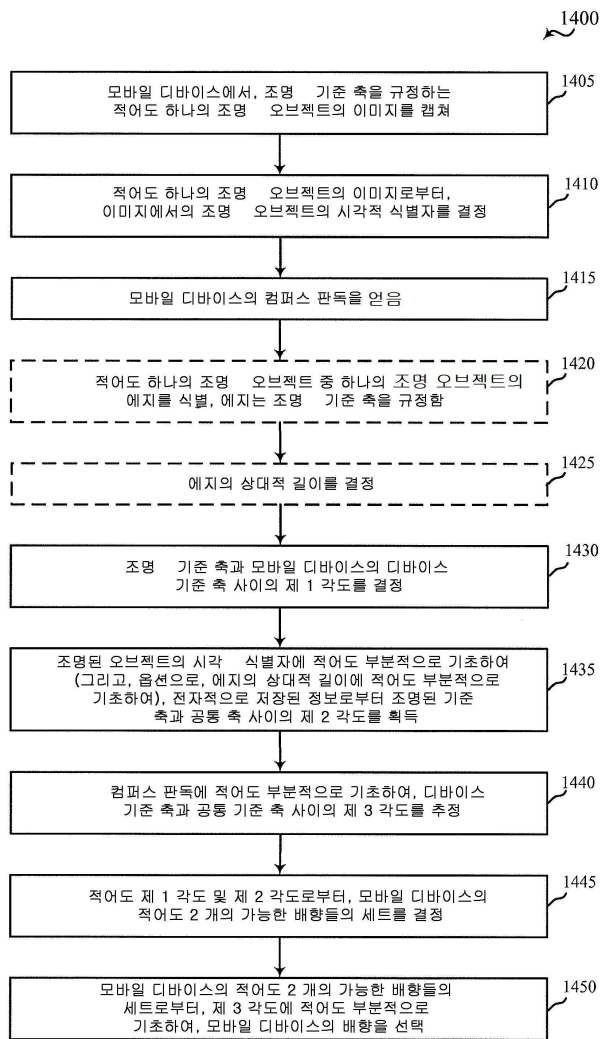 1400
모바일 디바이스에서, 조명 기준 축을 규정하는
적어도 하나의 조명 오브젝트의 이미지를 캡쳐
1405
적어도 하나의 조명 오브젝트의 이미지로부터,
이미지에서의 조명 오브젝트의 시각적 식별자를 결정
1410
모바일 디바이스의 컴퍼스 판독을 얻음
1415
적어도 하나의 조명 오브젝트 중 하나의 조명 오브젝트의
에지를 식별, 에지는 조명 기준 축을 규정함
1420
에지의 상대적 길이를 결정
1425
조명 기준 축과 모바일 디바이스의 디바이스
기준 축 사이의 제 1 각도를 결정
1430
조명된 오브젝트의 시각 식별자에 적어도 부분적으로 기초하여
(그리고, 옵션으로, 에지의 상대적 길이에 적어도 부분적으로
기초하여), 전자적으로 저장된 정보로부터 조명된 기준
축과 공통 축 사이의 제 2 각도를 획득
1435
컴퍼스 판독에 적어도 부분적으로 기초하여, 디바이스
기준 축과 공통 기준 축 사이의 제 3 각도를 추정
1440
적어도 제 1 각도 및 제 2 각도로부터, 모바일 디바이스의
적어도 2 개의 가능한 배향들의 세트를 결정
1445
모바일 디바이스의 적어도 2 개의 가능한 배향들의
세트로부터, 제 3 각도에 적어도 부분적으로
기초하여, 모바일 디바이스의 배향을 선택
1450